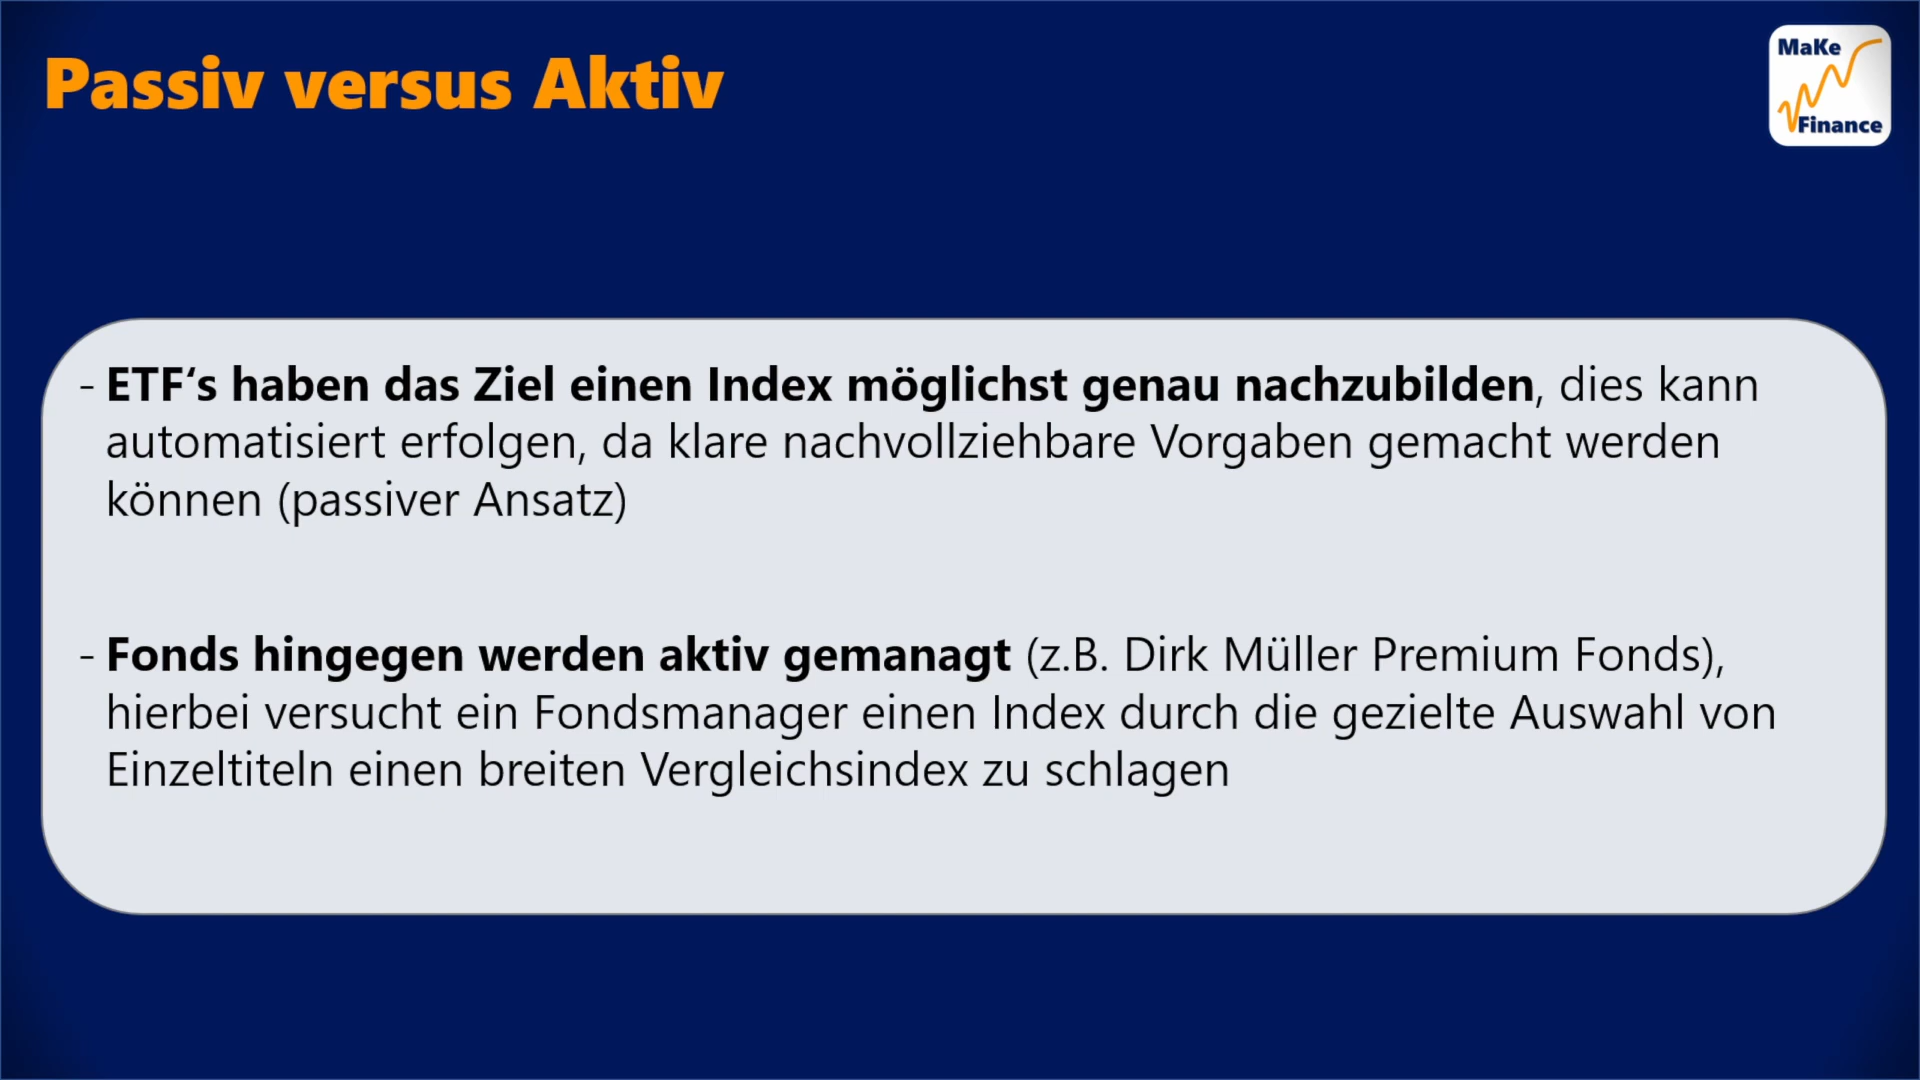 Passiv versus Aktiv
MaKe
Finance
- ETF‘s haben das Ziel einen Index möglichst genau nachzubilden, dies kann
automatisiert erfolgen, da klare nachvollziehbare Vorgaben gemacht werden
können (passiver Ansatz)
- Fonds hingegen werden aktiv gemanagt (z.B. Dirk Müller Premium Fonds),
hierbei versucht ein Fondsmanager einen Index durch die gezielte Auswahl von
Einzeltiteln einen breiten Vergleichsindex zu schlagen